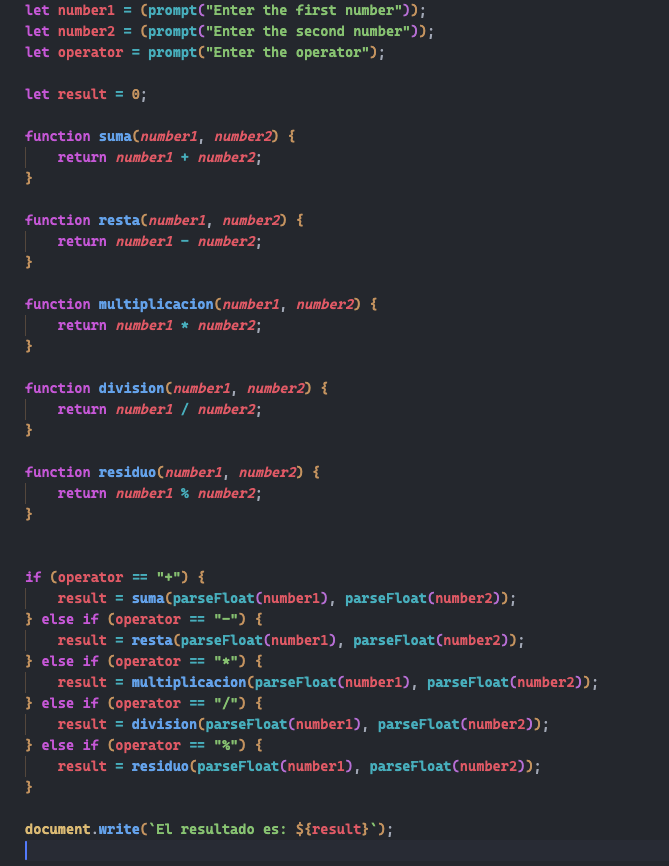 let number1 = (prompt("Enter the first number"));
let number2 = (prompt("Enter the second number"));
let operator = prompt("Enter the operator");
let result = 0;
function suma(number1, number2) {
return number1 + number2;
}
function resta(number1, number2) {
return number1 - number2;
}
function multiplicacion(number1, number2) {
return number1 * number2;
}
function division(number1, number2) {
return number1 / number2;
}
function residuo(number1, number2) {
return number1 % number2;
}
if (operator == "+") {
result = suma(parseFloat(number1), parseFloat(number2));
} else if (operator == "-") {
result = resta(parseFloat(number1), parseFloat(number2));
} else if (operator == "*") {
result = multiplicacion(parseFloat(number1), parseFloat(number2));
} else if (operator == "/") {
result = division(parseFloat(number1), parseFloat(number2));
} else if (operator == "%") {
result = residuo(parseFloat(number1), parseFloat(number2));
}
document.write(`El resultado es: ${result}`);